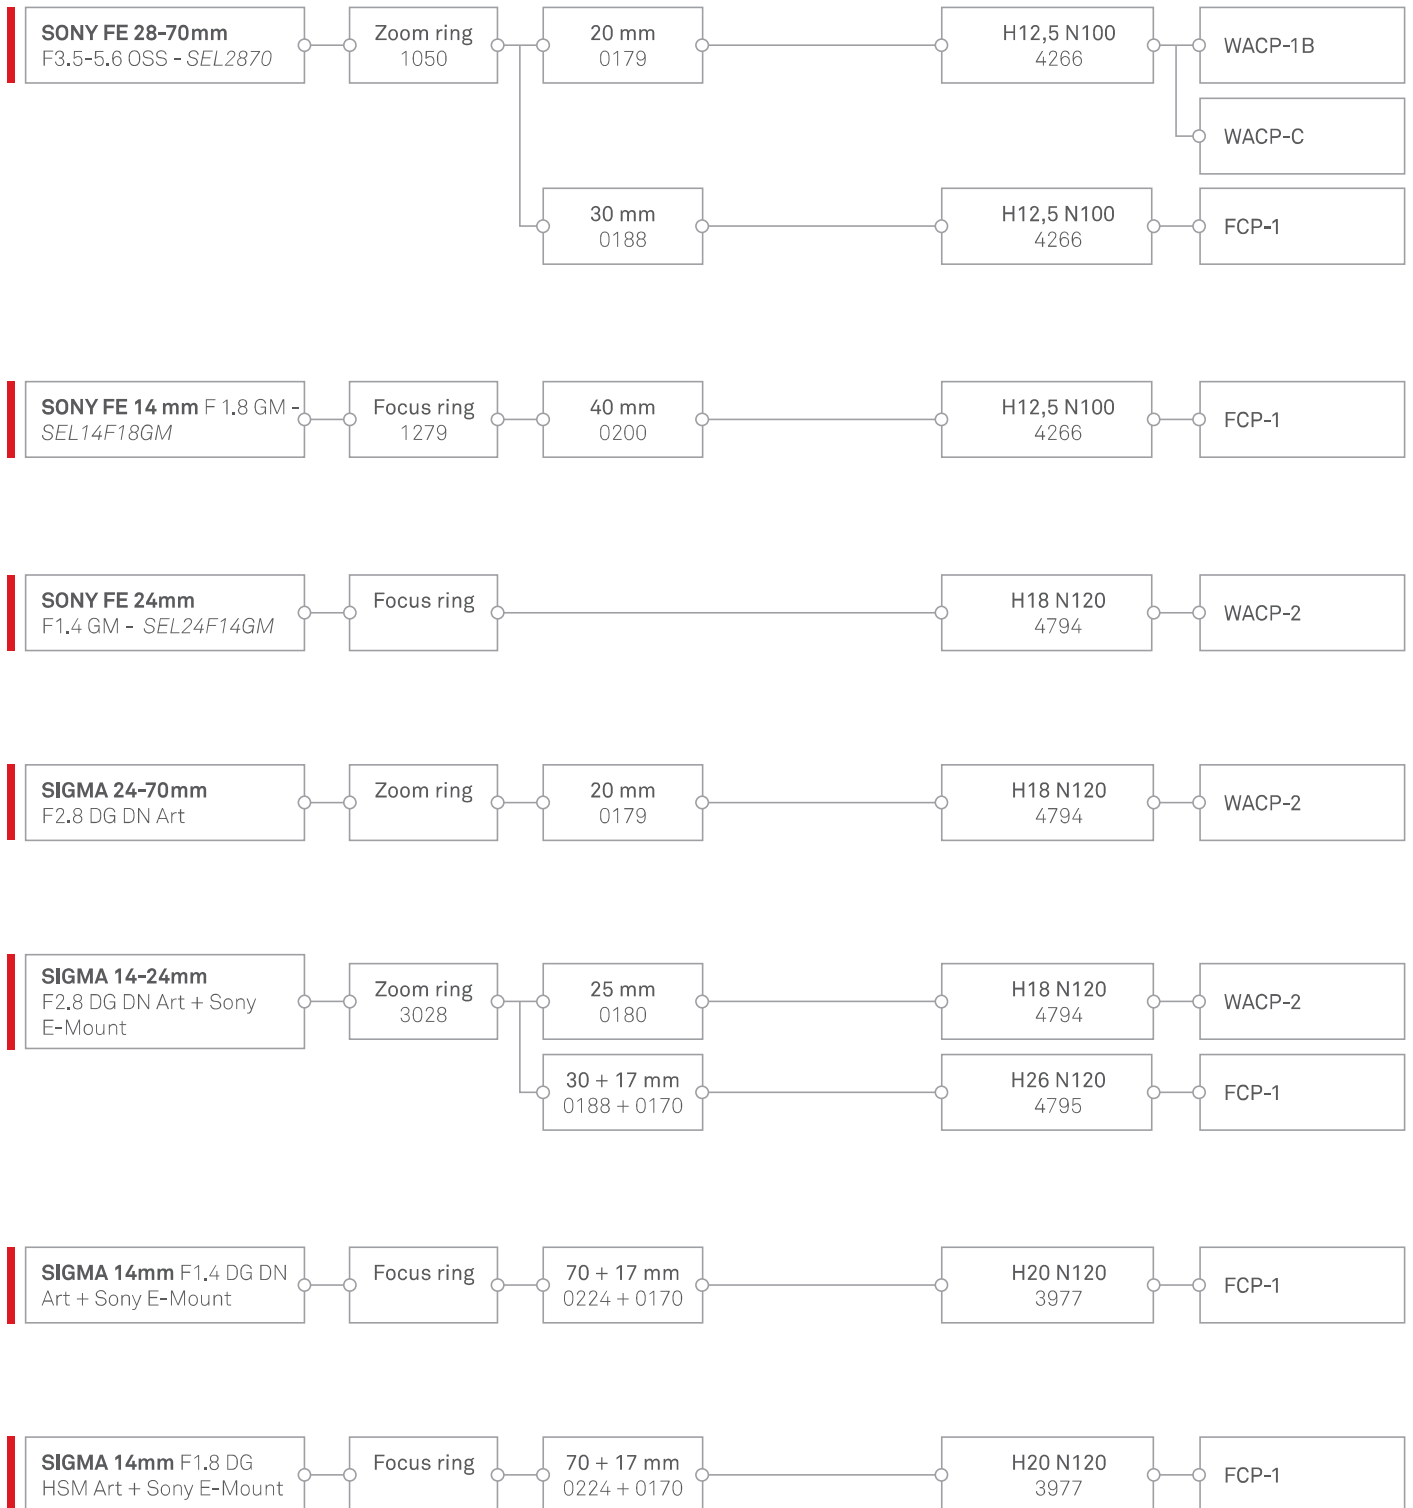 SONY FE 28-70mm
F3.5-5.6 OSS - SEL2870
Zoom ring
1050
20 mm
0179
H12,5 N100
4266
WACP-1B
WACP-C
30 mm
0188
H12,5 N100
4266
FCP-1
SONY FE 14 mm F 1.8 GM -
SEL14F18GM
Focus ring
1279
40 mm
0200
H12,5 N100
4266
FCP-1
SONY FE 24mm
F1.4 GM - SEL24F14GM
Focus ring
H18 N120
4794
WACP-2
SIGMA 24-70mm
F2.8 DG DN Art
Zoom ring
20 mm
0179
H18 N120
4794
WACP-2
SIGMA 14-24mm
F2.8 DG DN Art + Sony
E-Mount
Zoom ring
3028
25 mm
0180
H18 N120
4794
WACP-2
30 + 17 mm
0188 + 0170
H26 N120
4795
FCP-1
SIGMA 14mm F1.4 DG DN
Art + Sony E-Mount
Focus ring
70 + 17 mm
0224 + 0170
H20 N120
3977
FCP-1
SIGMA 14mm F1.8 DG
HSM Art + Sony E-Mount
Focus ring
70 + 17 mm
0224 + 0170
H20 N120
3977
FCP-1